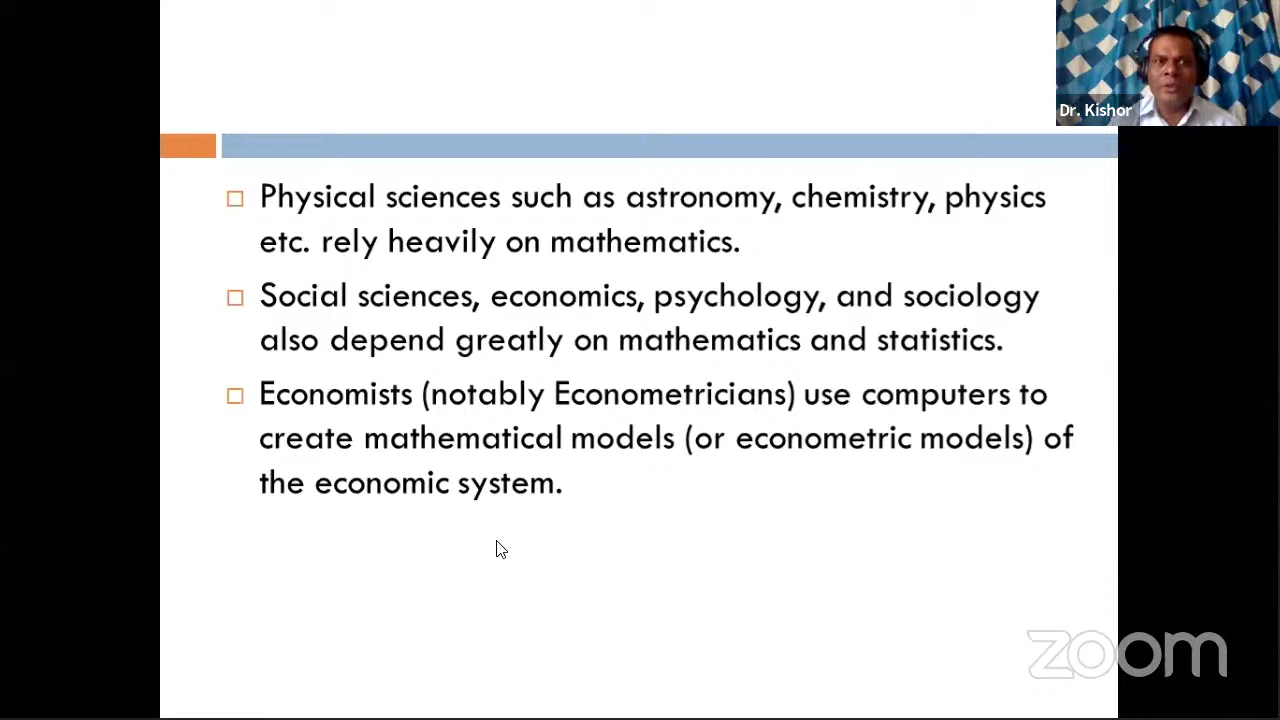 Dr. Kishor
Physical sciences such as astronomy, chemistry, physics
etc. rely heavily on mathematics.
Social sciences, economics, psychology, and sociology
also depend greatly on mathematics and statistics.
Economists (notably Econometricians) use computers to
create mathematical models (or econometric models) of
the economic system.
zoom